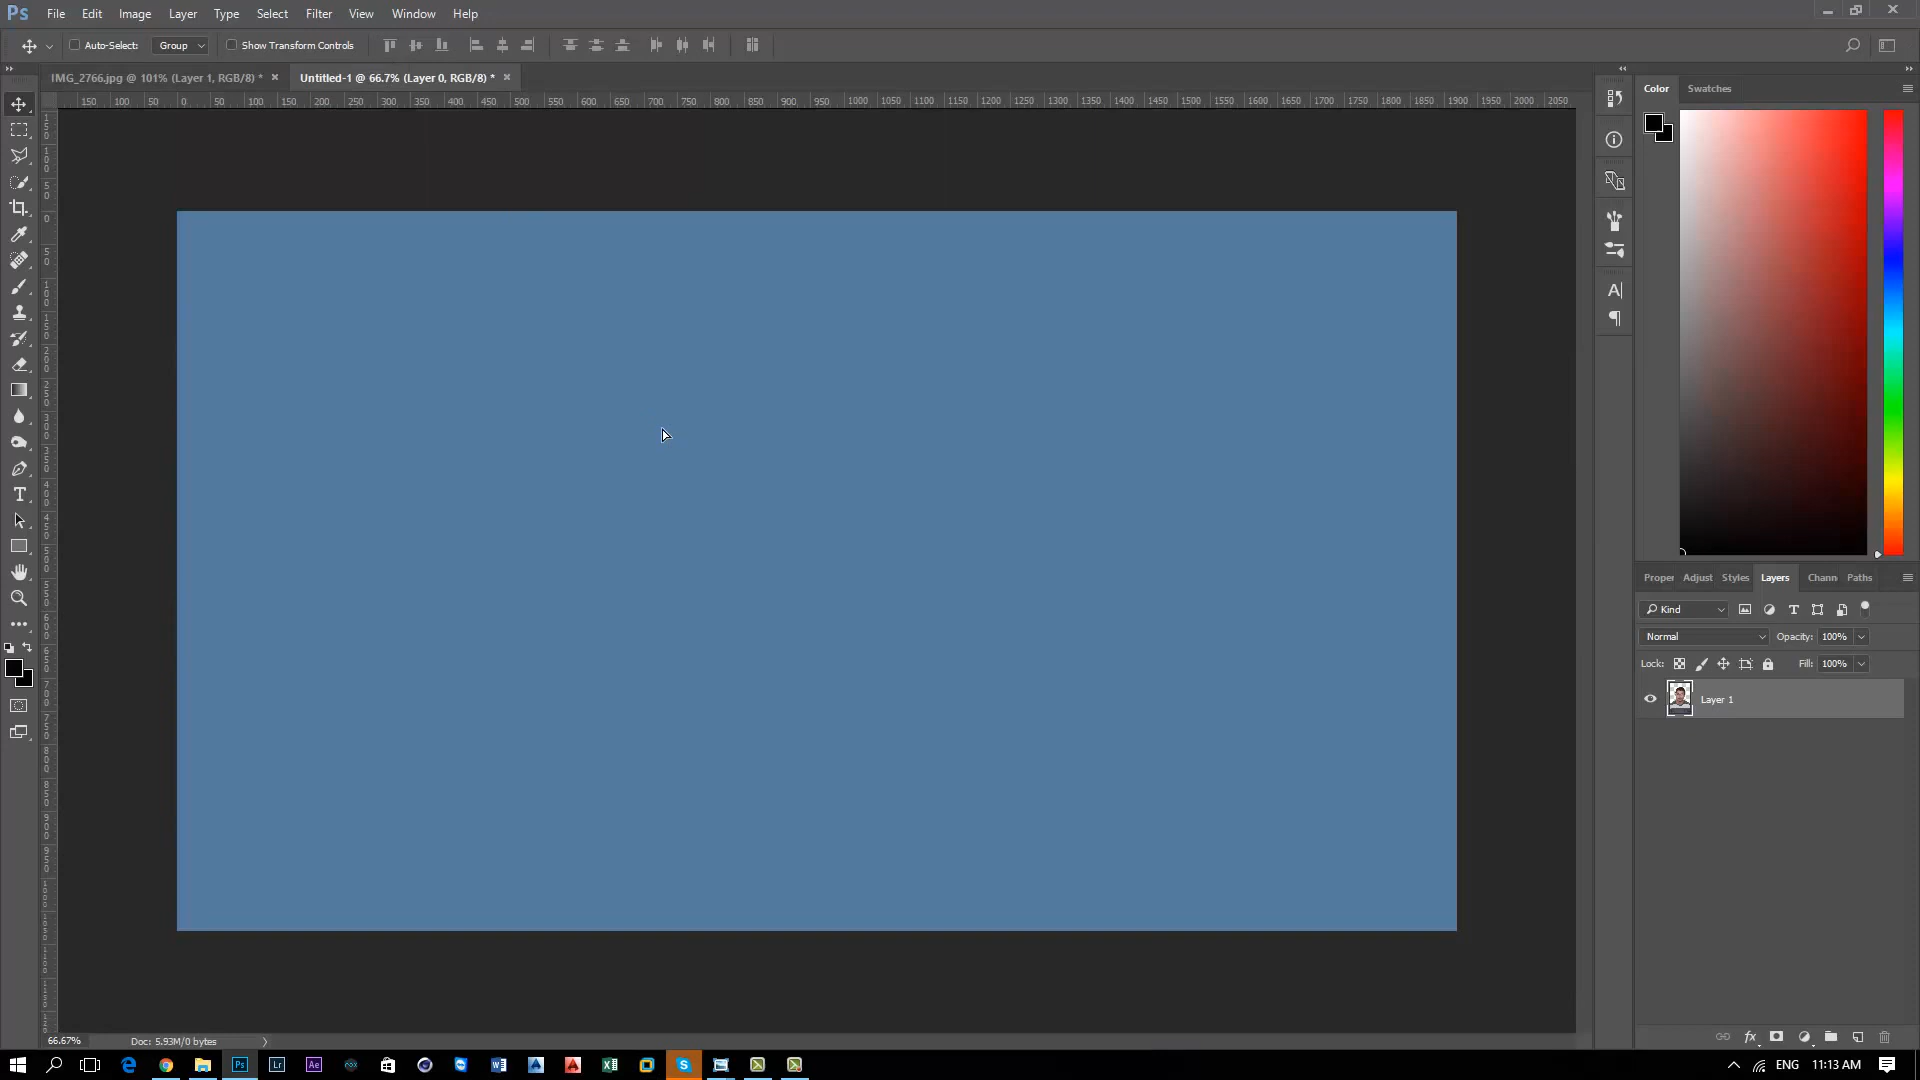 Ps File Edit Image Layer Type Select Filter View Window Help
Auto-Select: Group Show Transform Controls
IMG_2766.jpg @ 101% (Layer 1, RGB/8) * × Untitled-1 @ 66.7% (Layer 0, RGB/8) * ×
150 100 50 0 50 100 150 200 250 300 350 400 450 500 550 600 650 700 750 800 850 900 950 1000 1050 1100 1150 1200 1250 1300 1350 1400 1450 1500 1550 1600 1650 1700 1750 1800 1850 1900 1950 2000 2050
Color Swatches
Proper Adjust Styles Layers Chann Paths
Kind
Normal Opacity: 100%
Lock: Fill: 100%
Layer 1
66.67% Doc: 5.93M/0 bytes
Ps Lr Ae
ENG 11:13 AM